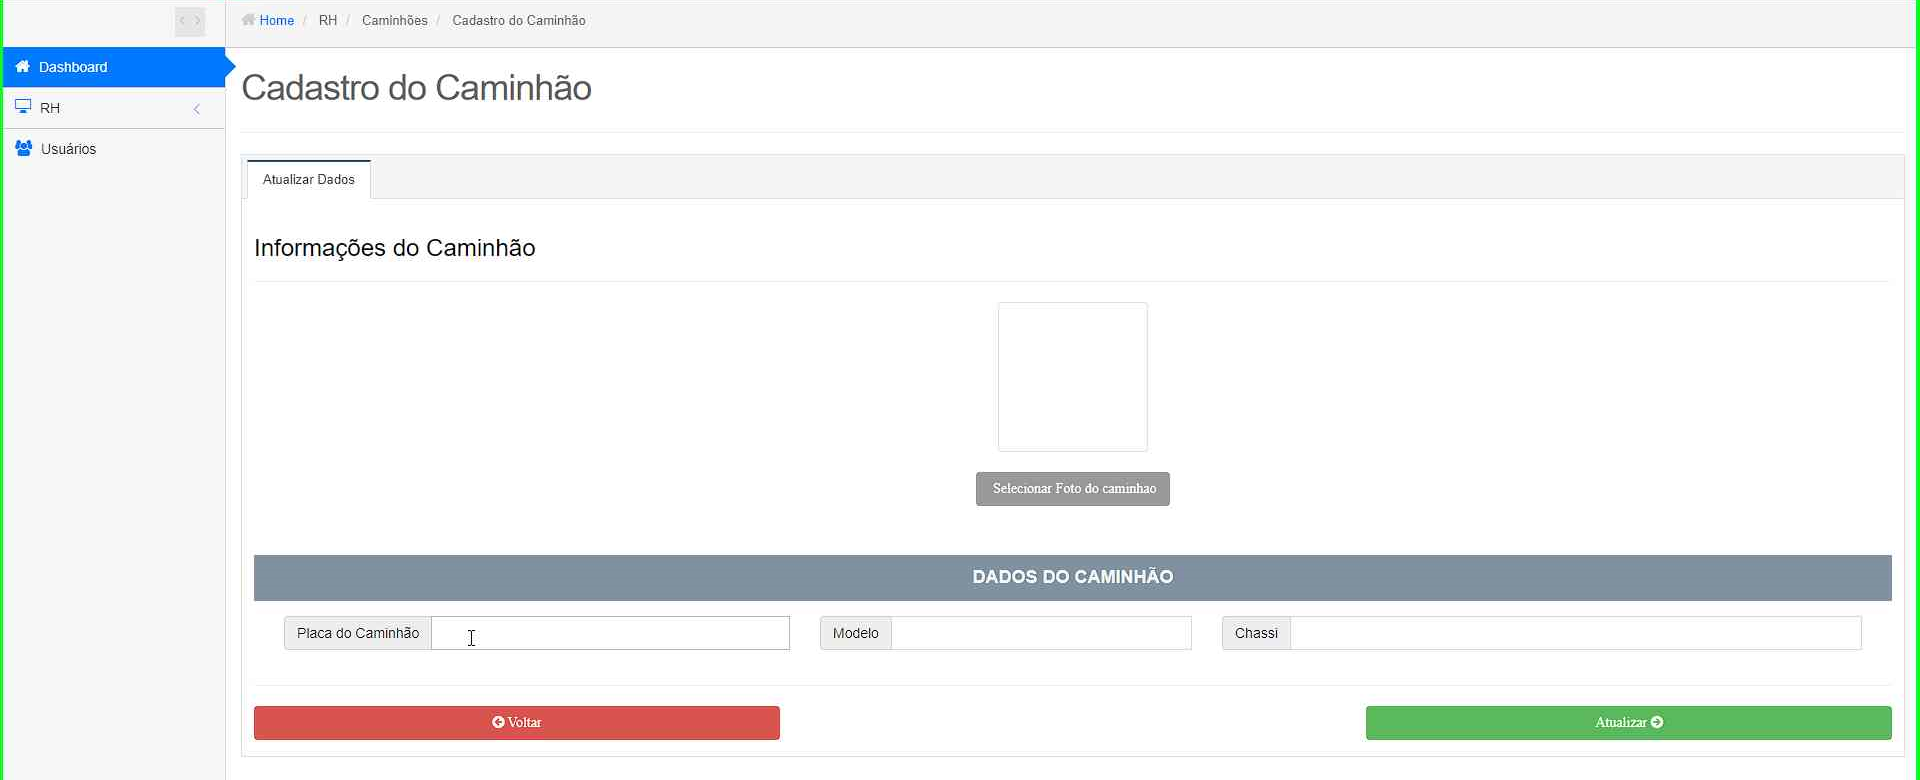 Home / RH / Caminhões / Cadastro do Caminhão
Dashboard
RH
Usuários
Cadastro do Caminhão
Atualizar Dados
Informações do Caminhão
Selecionar Foto do caminhao
DADOS DO CAMINHÃO
Placa do Caminhão
Modelo
Chassi
Voltar
Atualizar